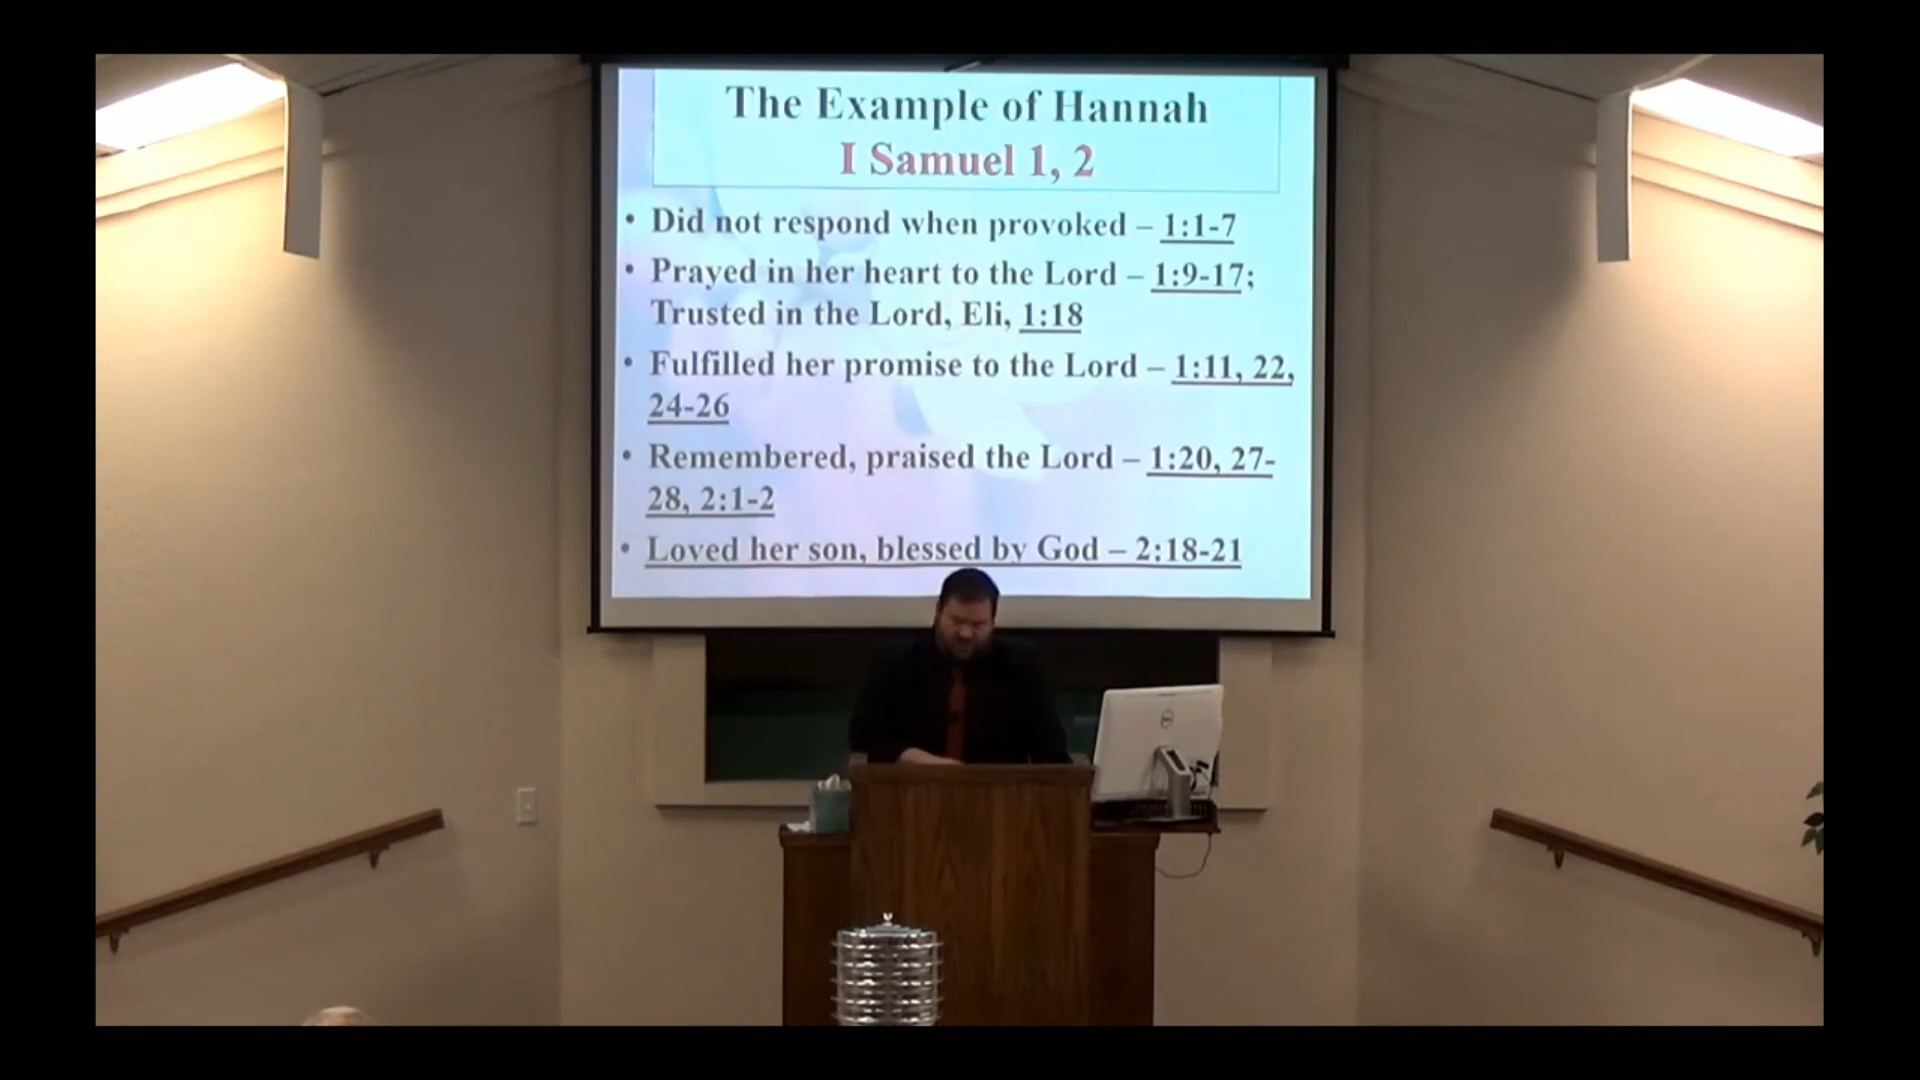 The Example of Hannah
I Samuel 1, 2
• Did not respond when provoked – 1:1-7
• Prayed in her heart to the Lord – 1:9-17;
Trusted in the Lord, Eli, 1:18
• Fulfilled her promise to the Lord – 1:11, 22,
24-26
• Remembered, praised the Lord – 1:20, 27-
28, 2:1-2
• Loved her son, blessed by God – 2:18-21
DELL